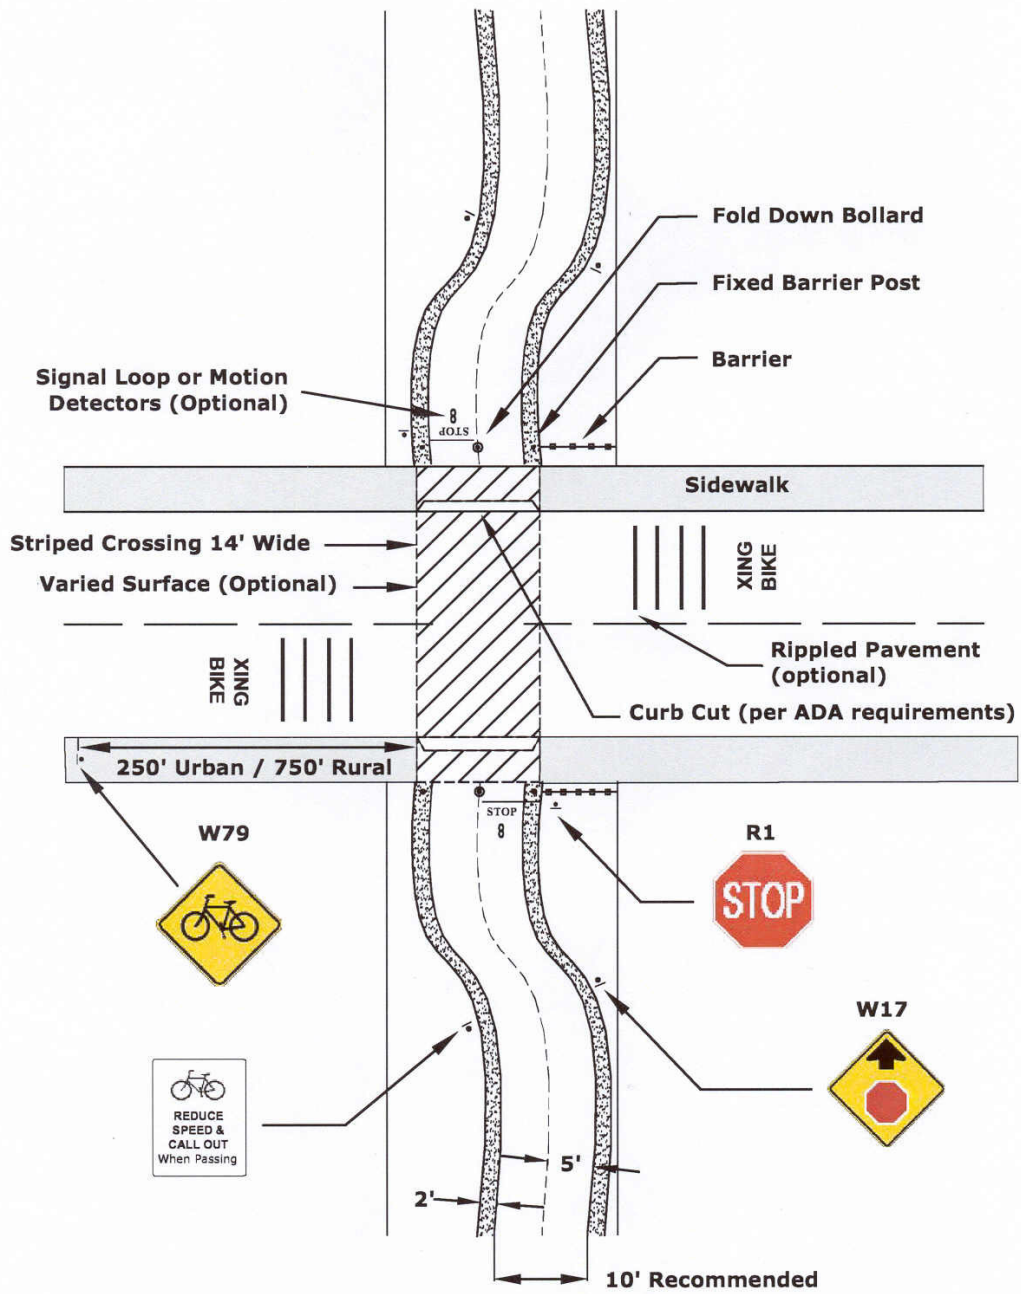 Fold Down Bollard
Fixed Barrier Post
Barrier
Signal Loop or Motion
Detectors (Optional)
STOP
Sidewalk
Striped Crossing 14' Wide
Varied Surface (Optional)
XING
BIKE
Rippled Pavement
(optional)
XING
BIKE
Curb Cut (per ADA requirements)
250' Urban / 750' Rural
STOP
W79
R1
STOP
W17
REDUCE
SPEED &
CALL OUT
When Passing
5'
2'
10' Recommended